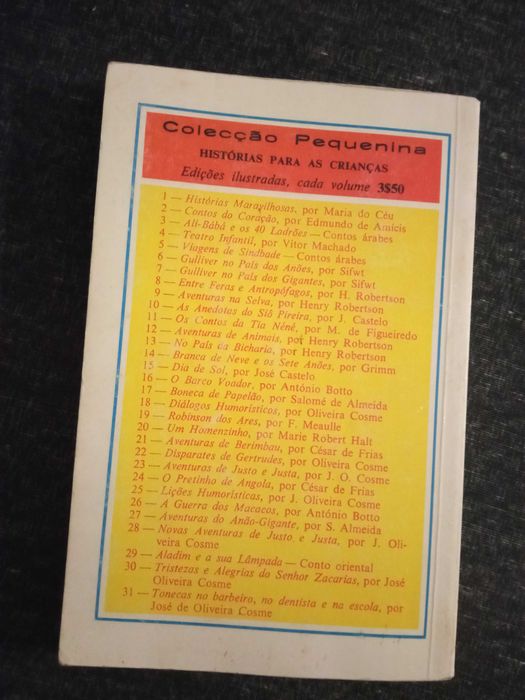 Colecção Pequenina
HISTÓRIAS PARA AS CRIANÇAS
Edições ilustradas, cada volume 3$50
1 — Histórias Maravilhosas, por Maria do Céu
2 — Contos do Coração, por Edmundo de Amicis
3 — Ali-Bábá e os 40 Ladrões — Contos árabes
4 — Teatro Infantil, por Vítor Machado
5 — Viagens de Sindbade — Contos árabes
6 — Gulliver no País dos Anões, por Sifwt
7 — Gulliver no País dos Gigantes, por Sifwt
8 — Entre Feras e Antropófagos, por H. Robertson
9 — Aventuras na Selva, por Henry Robertson
10 — As Anedotas do Siô Pireira, por J. Castelo
11 — Os Contos da Tia Néné, por M. de Figueiredo
12 — Aventuras de Animais, por Henry Robertson
13 — No País da Bicharia, por Henry Robertson
14 — Branca de Neve e os Sete Anões, por Grimm
15 — Dia de Sol, por José Castelo
16 — O Barco Voador, por António Botto
17 — Boneca de Papelão, por Salomé de Almeida
18 — Diálogos Humorísticos, por Oliveira Cosme
19 — Robinson dos Ares, por F. Meaulle
20 — Um Homenzinho, por Marie Robert Halt
21 — Aventuras de Berimbau, por César de Frias
22 — Disparates de Gertrudes, por Oliveira Cosme
23 — Aventuras de Justo e Justa, por J. O. Cosme
24 — O Pretinho de Angola, por César de Frias
25 — Lições Humorísticas, por J. Oliveira Cosme
26 — A Guerra dos Macacos, por António Botto
27 — Aventuras do Anão-Gigante, por S. Almeida
28 — Novas Aventuras de Justo e Justa, por J. Oli-
veira Cosme
29 — Aladim e a sua Lâmpada — Conto oriental
30 — Tristezas e Alegrias do Senhor Zacarias, por José
Oliveira Cosme
31 — Tonecas no barbeiro, no dentista e na escola, por
José de Oliveira Cosme